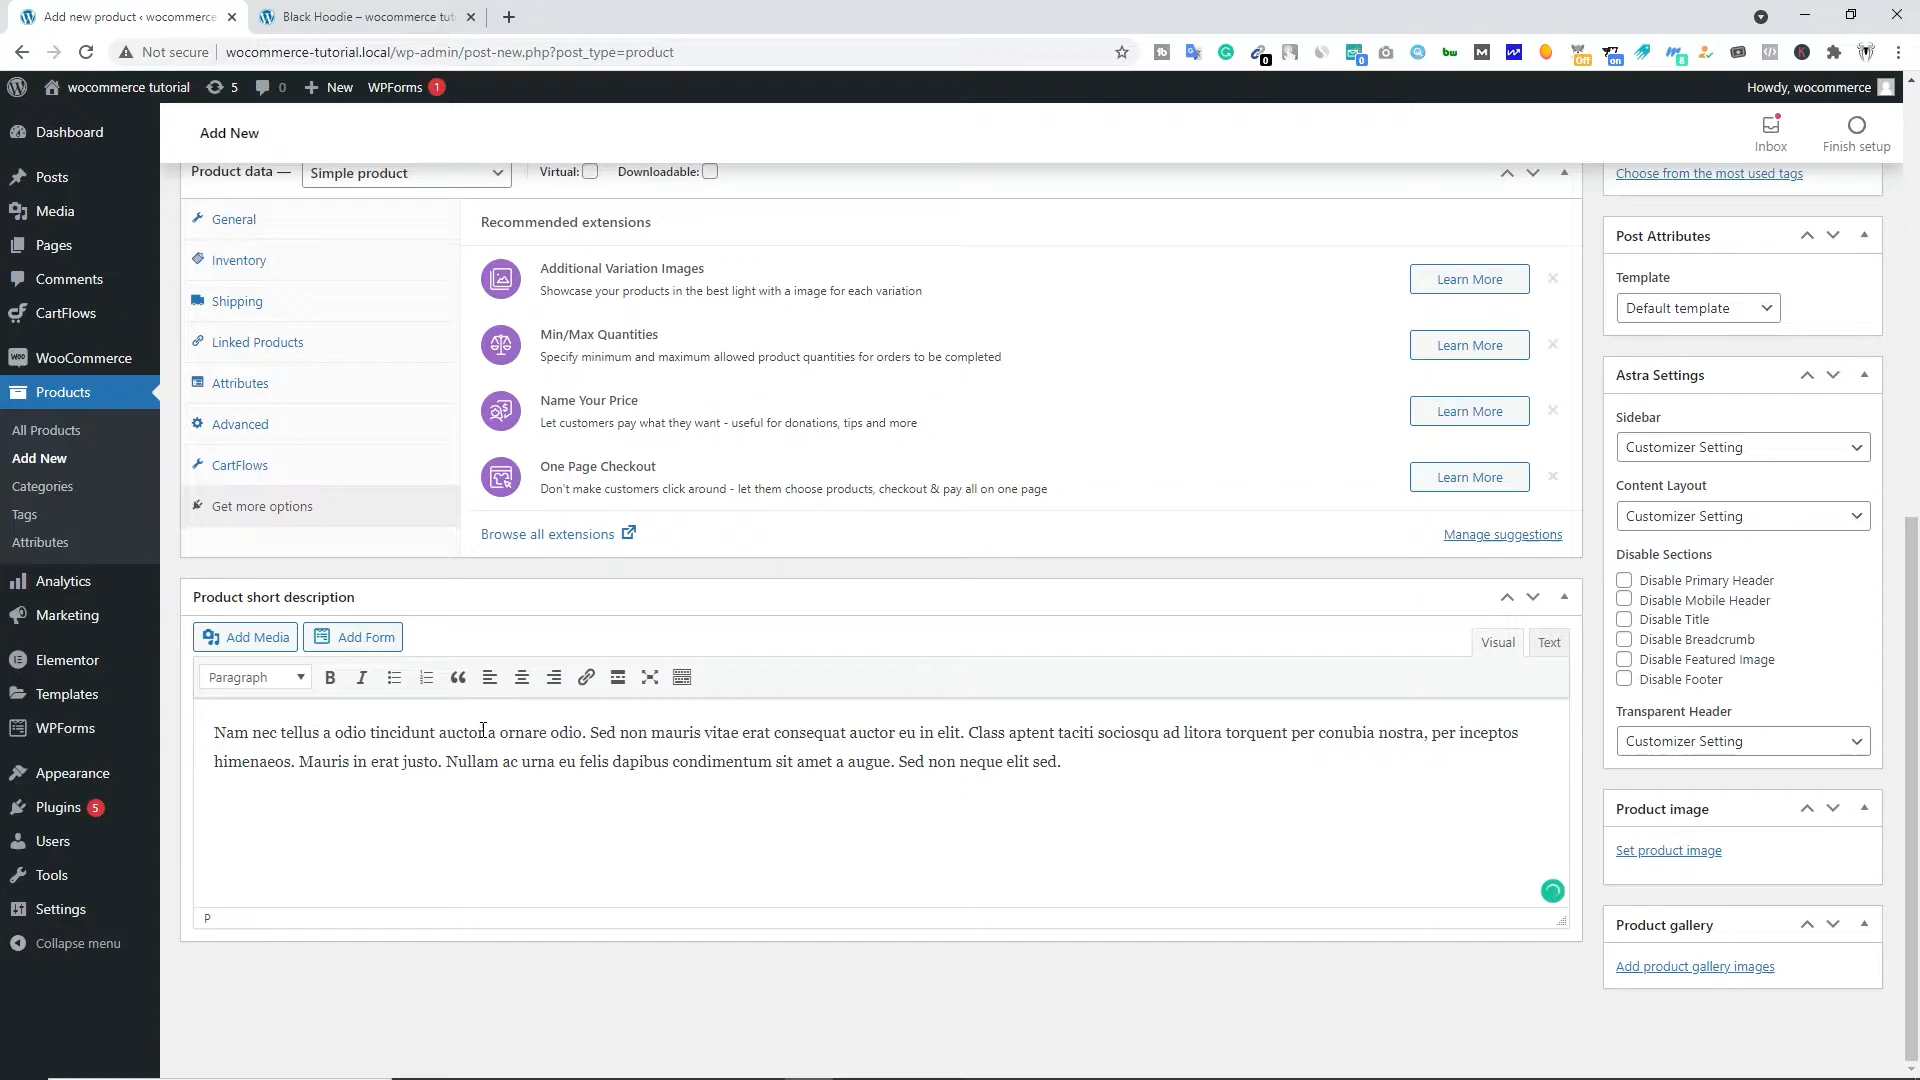 Add new product ‹ wocommerce
Black Hoodie – wocommerce tut
Not secure
wocommerce-tutorial.local/wp-admin/post-new.php?post_type=product
wocommerce tutorial
5
0
New
WPForms
1
Howdy, wocommerce
Dashboard
Posts
Media
Pages
Comments
CartFlows
WooCommerce
Products
All Products
Add New
Categories
Tags
Attributes
Analytics
Marketing
Elementor
Templates
WPForms
Appearance
Plugins
5
Users
Tools
Settings
Collapse menu
Add New
Inbox
Finish setup
Product data —
Simple product
Virtual:
Downloadable:
General
Inventory
Shipping
Linked Products
Attributes
Advanced
CartFlows
Get more options
Recommended extensions
Additional Variation Images
Showcase your products in the best light with a image for each variation
Learn More
Min/Max Quantities
Specify minimum and maximum allowed product quantities for orders to be completed
Learn More
Name Your Price
Let customers pay what they want - useful for donations, tips and more
Learn More
One Page Checkout
Don't make customers click around - let them choose products, checkout & pay all on one page
Learn More
Browse all extensions
Manage suggestions
Product short description
Add Media
Add Form
Visual
Text
Paragraph
Nam nec tellus a odio tincidunt auctor a ornare odio. Sed non mauris vitae erat consequat auctor eu in elit. Class aptent taciti sociosqu ad litora torquent per conubia nostra, per inceptos
himenaeos. Mauris in erat justo. Nullam ac urna eu felis dapibus condimentum sit amet a augue. Sed non neque elit sed.
P
Choose from the most used tags
Post Attributes
Template
Default template
Astra Settings
Sidebar
Customizer Setting
Content Layout
Customizer Setting
Disable Sections
Disable Primary Header
Disable Mobile Header
Disable Title
Disable Breadcrumb
Disable Featured Image
Disable Footer
Transparent Header
Customizer Setting
Product image
Set product image
Product gallery
Add product gallery images